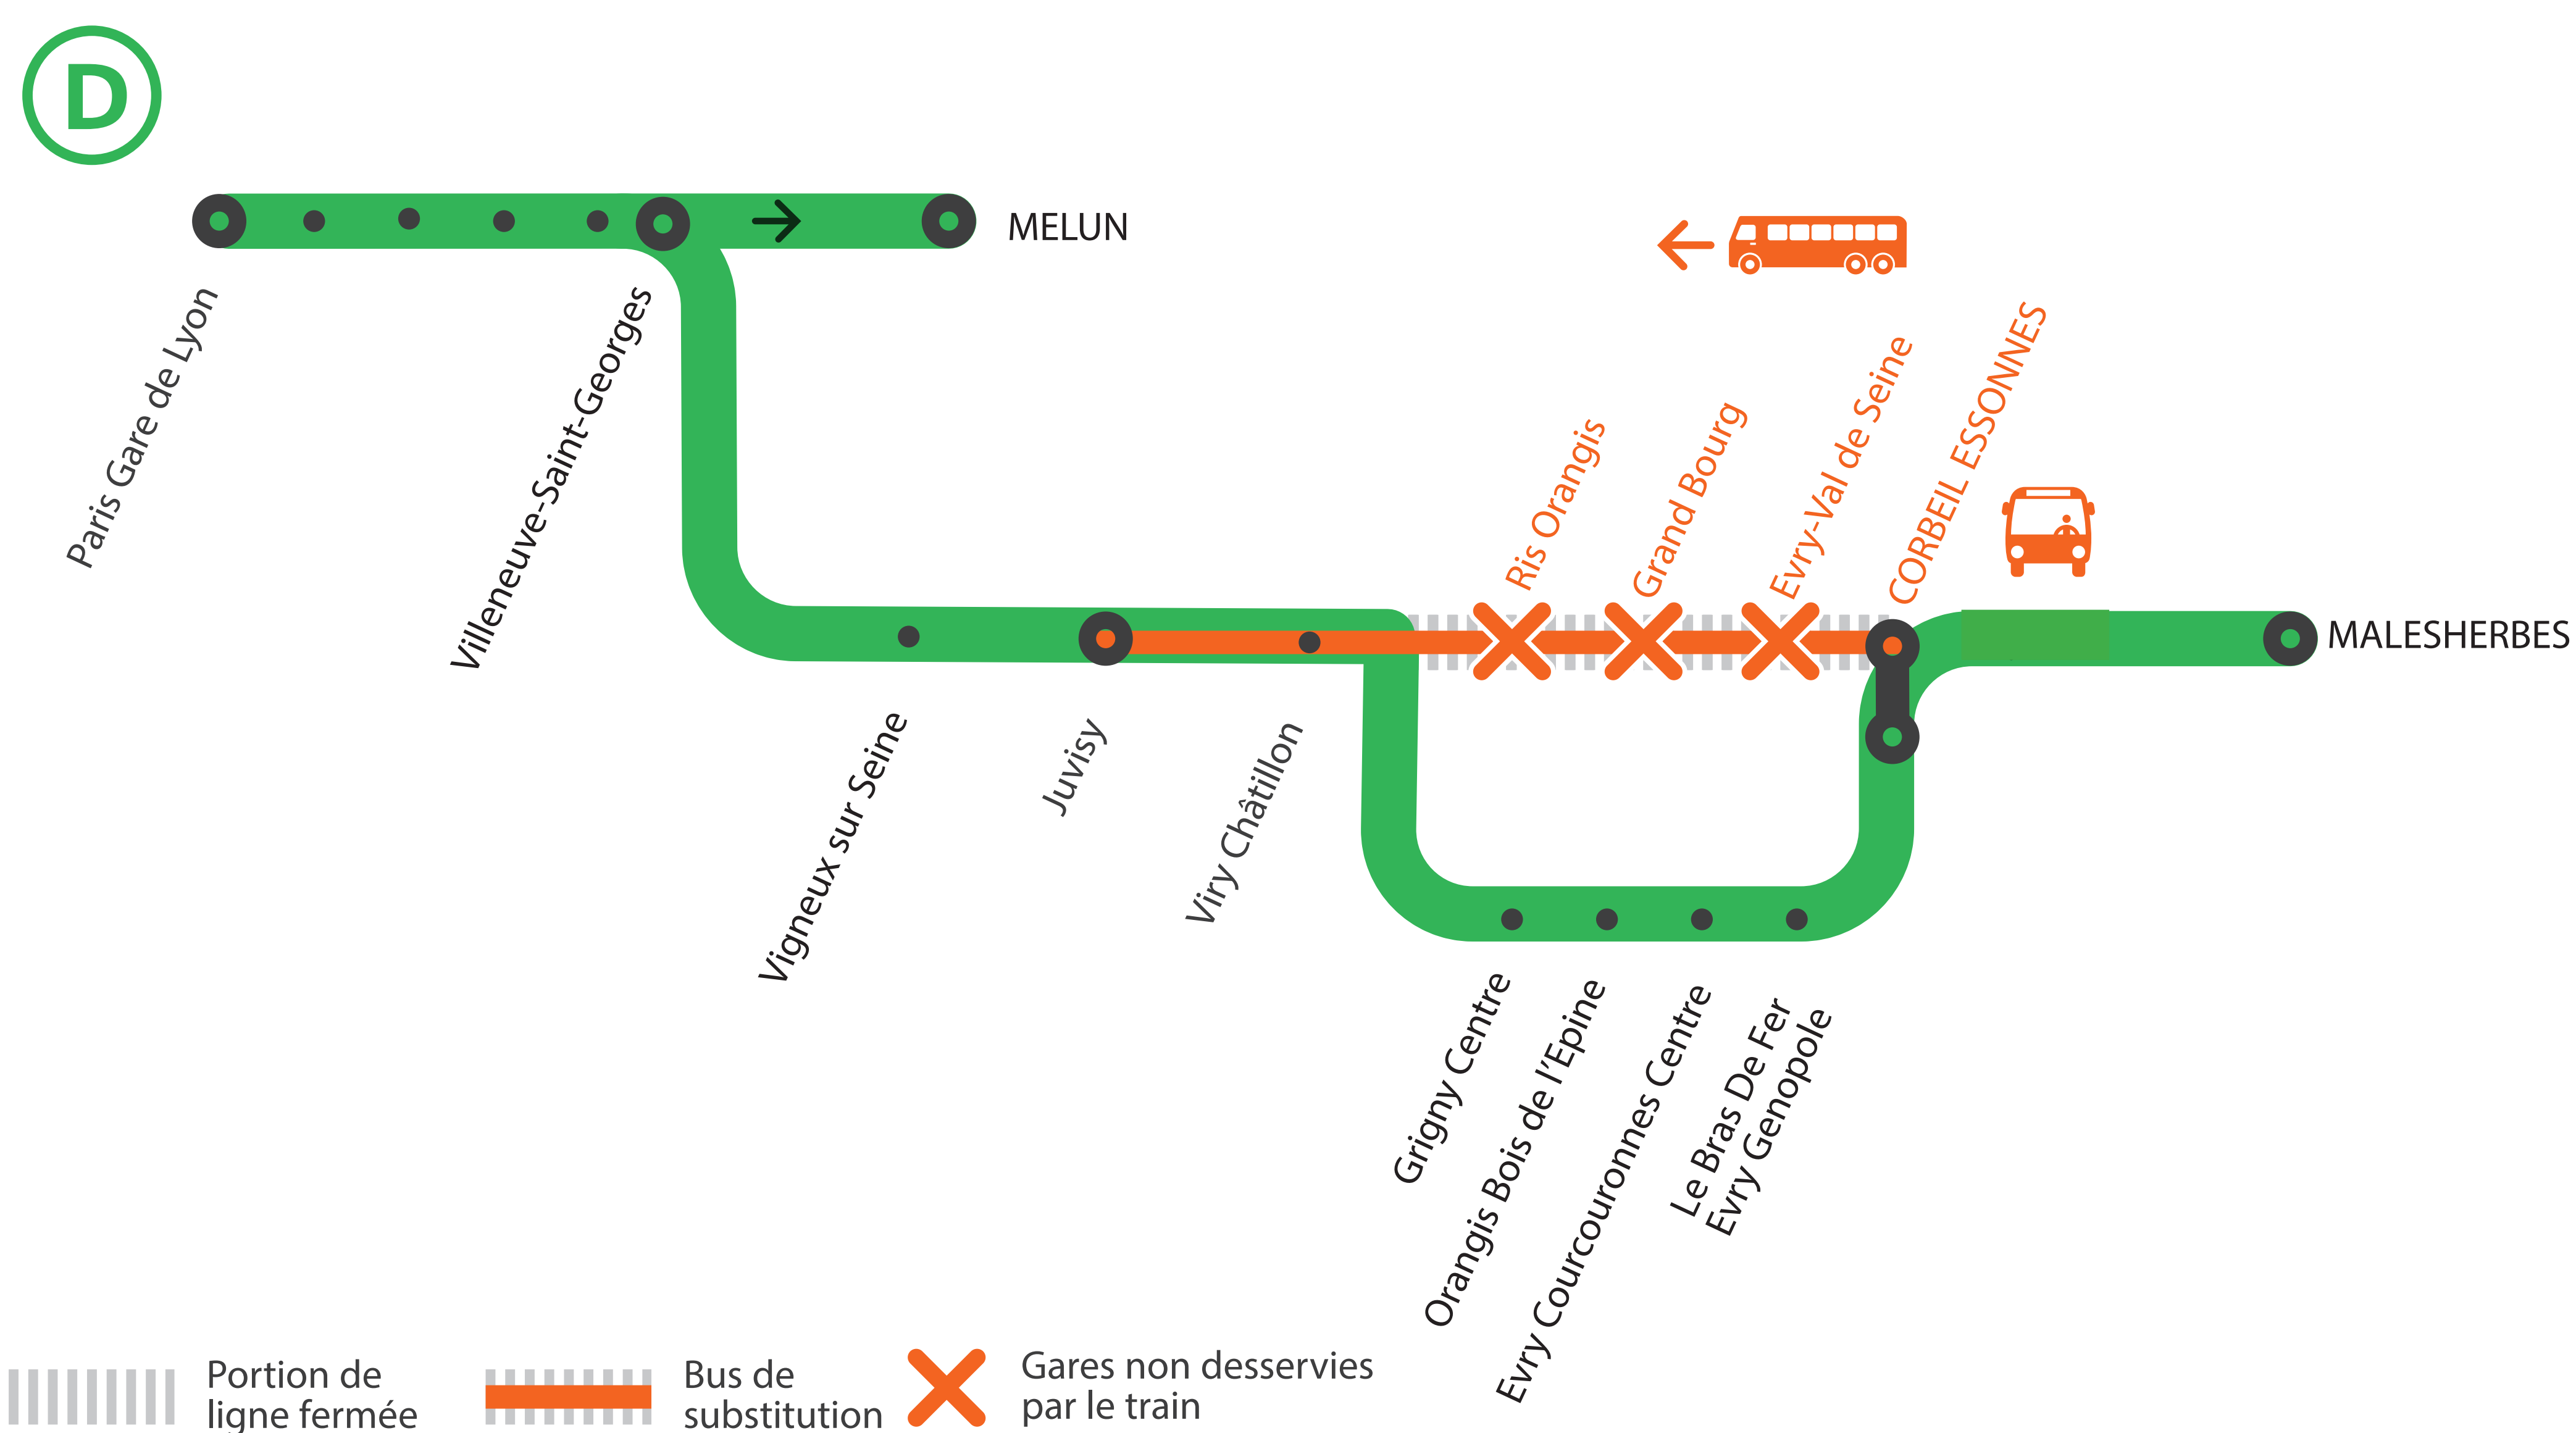 D
MELUN
Paris Gare de Lyon
Villeneuve-Saint-Georges
Vigneux sur Seine
Juvisy
Viry Châtillon
Ris Orangis
Grand Bourg
Evry-Val de Seine
CORBEIL ESSONNES
MALESHERBES
Grigny Centre
Orangis Bois de l'Epine
Evry Courcouronnes Centre
Le Bras De Fer
Evry Genopole
Portion de
ligne fermée
Bus de
substitution
Gares non desservies
par le train